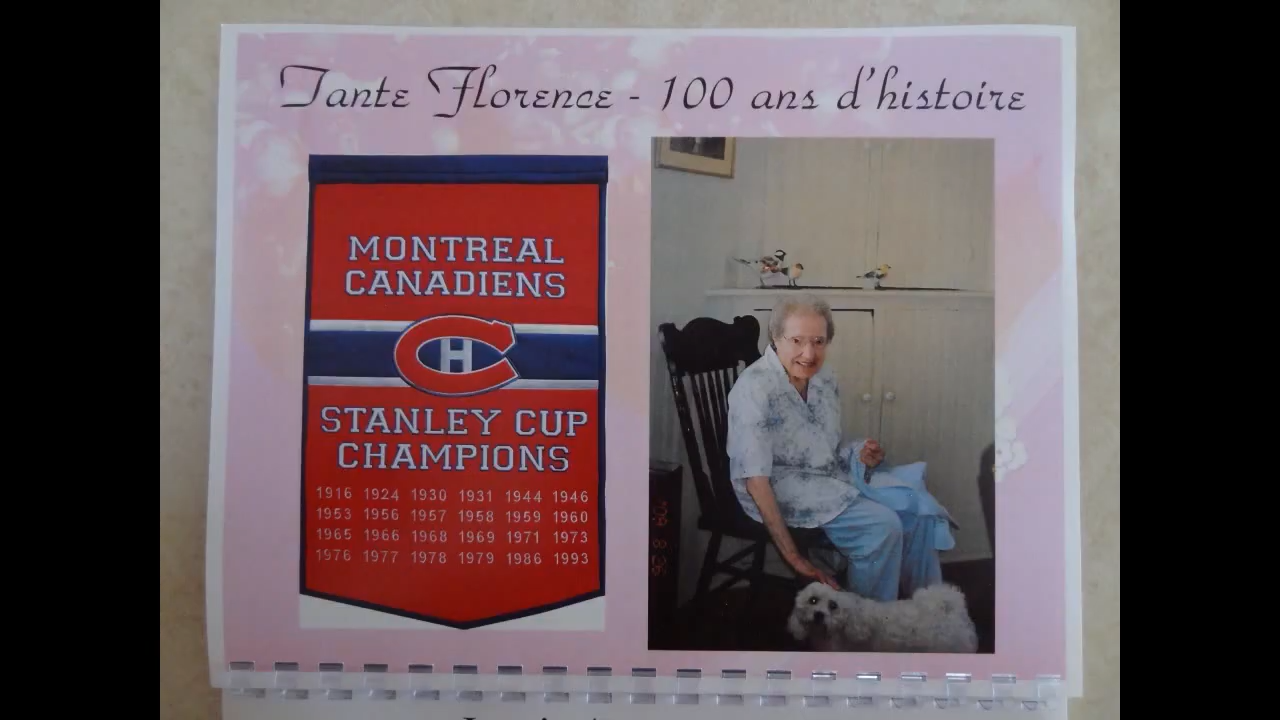 Tante Florence - 100 ans d'histoire
MONTREAL
CANADIENS
CH
STANLEY CUP
CHAMPIONS
1916 1924 1930 1931 1944 1946
1953 1956 1957 1958 1959 1960
1965 1966 1968 1969 1971 1973
1976 1977 1978 1979 1986 1993